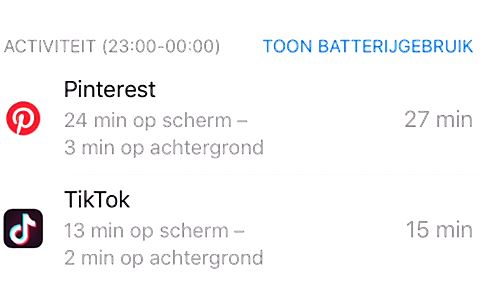 ACTIVITEIT (23:00-00:00) TOON BATTERIJGEBRUIK
Pinterest
24 min op scherm –
3 min op achtergrond
27 min
TikTok
13 min op scherm –
2 min op achtergrond
15 min